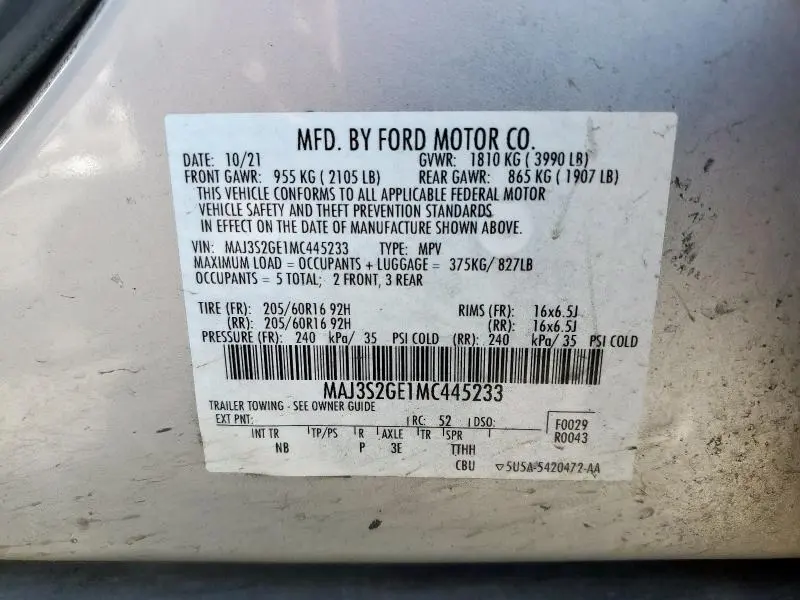 MFD. BY FORD MOTOR CO.
DATE: 10/21 GVWR: 1810 KG ( 3990 LB)
FRONT GAWR: 955 KG ( 2105 LB) REAR GAWR: 865 KG ( 1907 LB)
THIS VEHICLE CONFORMS TO ALL APPLICABLE FEDERAL MOTOR
VEHICLE SAFETY AND THEFT PREVENTION STANDARDS
IN EFFECT ON THE DATE OF MANUFACTURE SHOWN ABOVE.
VIN: MAJ3S2GE1MC445233 TYPE: MPV
MAXIMUM LOAD = OCCUPANTS + LUGGAGE = 375KG/ 827LB
OCCUPANTS = 5 TOTAL; 2 FRONT, 3 REAR
TIRE (FR): 205/60R16 92H RIMS (FR): 16x6.5J
(RR): 205/60R16 92H (RR): 16x6.5J
PRESSURE (FR): 240 kPa/ 35 PSI COLD (RR): 240 kPa/ 35 PSI COLD
MAJ3S2GE1MC445233
TRAILER TOWING - SEE OWNER GUIDE
EXT PNT: RC: 52 DSO: F0029
R0043
INT TR TP/PS R AXLE TR SPR
NB P 3E TTHH
CBU ▽5U5A-5420472-AA